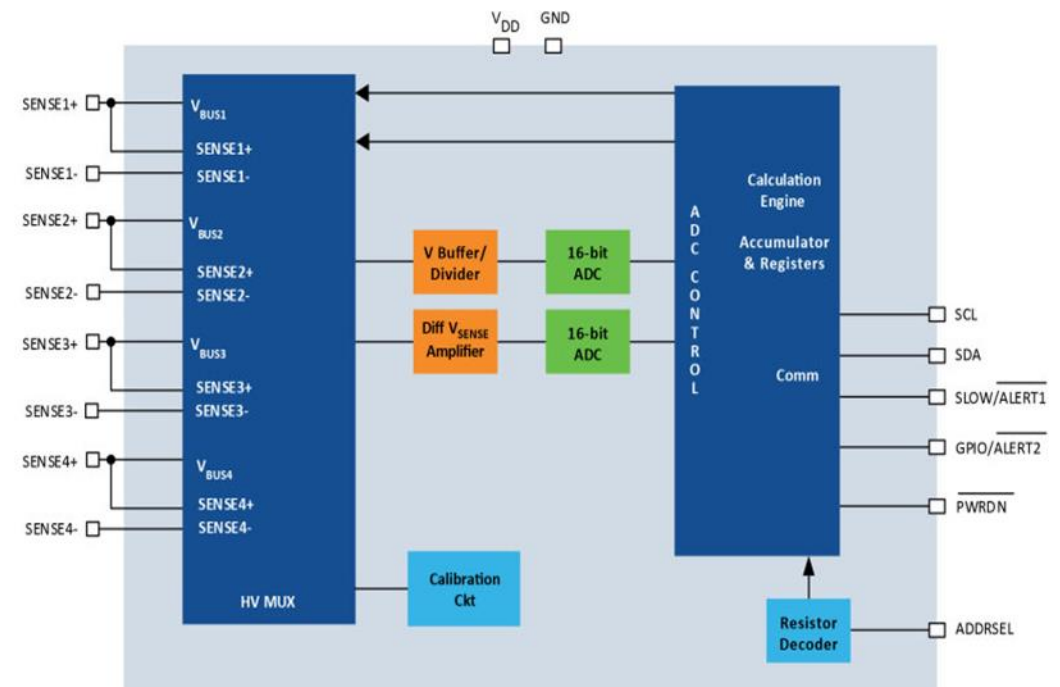 VDD GND
SENSE1+
VBUS1
SENSE1+
SENSE1-
SENSE1-
SENSE2+
VBUS2
SENSE2+
SENSE2-
SENSE2-
SENSE3+
VBUS3
SENSE3+
SENSE3-
SENSE3-
SENSE4+
VBUS4
SENSE4+
SENSE4-
SENSE4-
HV MUX
V Buffer/
Divider
16-bit
ADC
Diff VSENSE
Amplifier
16-bit
ADC
Calibration
Ckt
ADC CONTROL
Calculation
Engine
Accumulator
& Registers
Comm
SCL
SDA
SLOW/ALERT1
GPIO/ALERT2
PWRDN
Resistor
Decoder
ADDRSEL